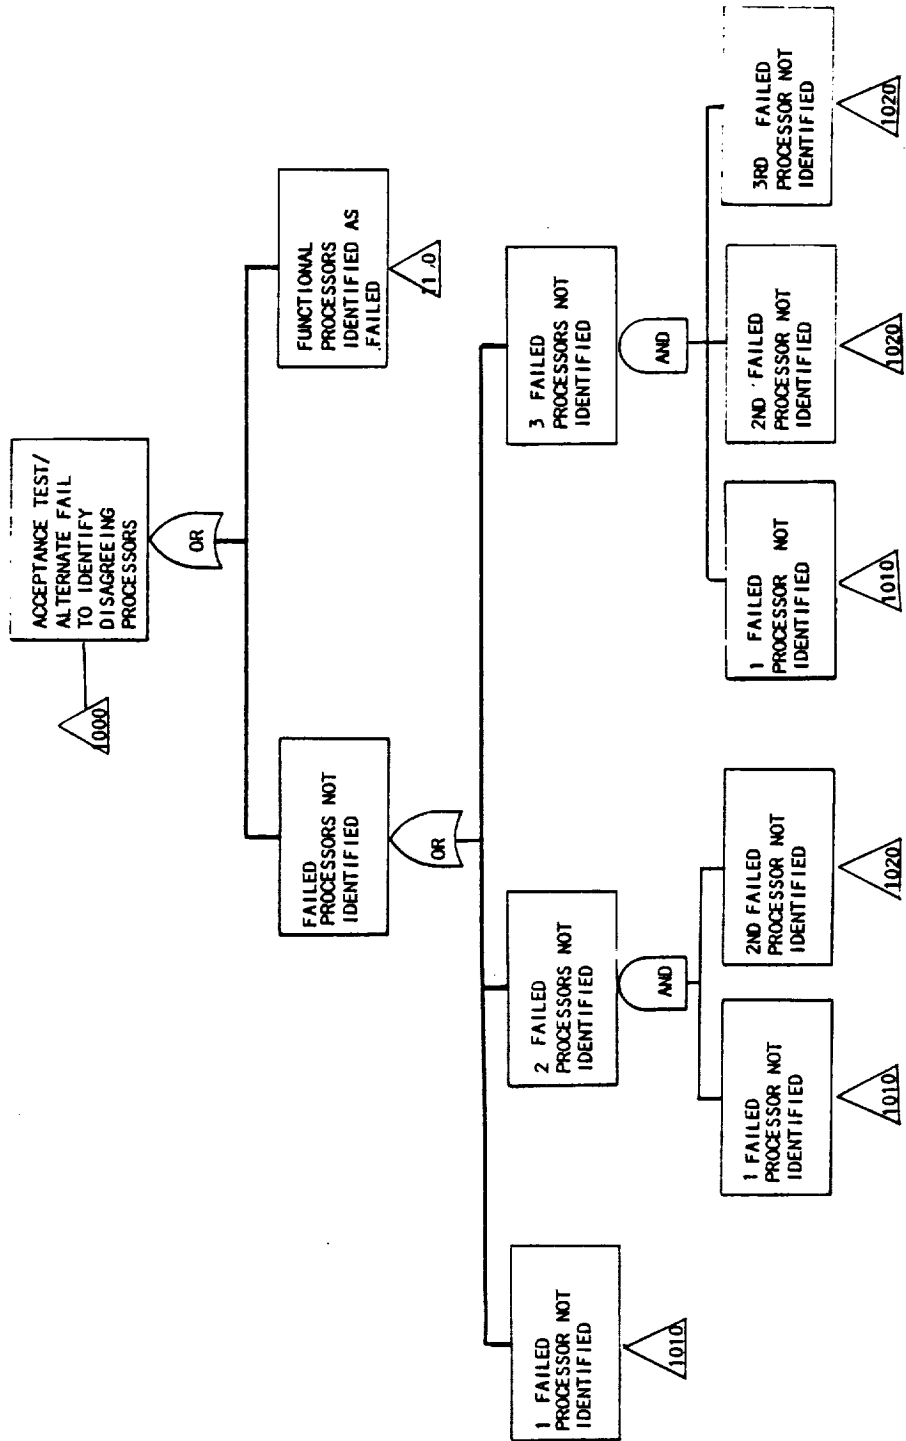 ACCEPTANCE TEST/
ALTERNATE FAIL
TO IDENTIFY
DISAGREEING
PROCESSORS
1000
OR
FAILED
PROCESSORS NOT
IDENTIFIED
FUNCTIONAL
PROCESSORS
IDENTIFIED AS
FAILED
OR
1 FAILED
PROCESSOR NOT
IDENTIFIED
1010
2 FAILED
PROCESSORS NOT
IDENTIFIED
AND
3 FAILED
PROCESSORS NOT
IDENTIFIED
AND
1 FAILED
PROCESSOR NOT
IDENTIFIED
1010
2ND FAILED
PROCESSOR NOT
IDENTIFIED
1020
1 FAILED
PROCESSOR NOT
IDENTIFIED
1010
2ND FAILED
PROCESSOR NOT
IDENTIFIED
1020
3RD FAILED
PROCESSOR NOT
IDENTIFIED
1020